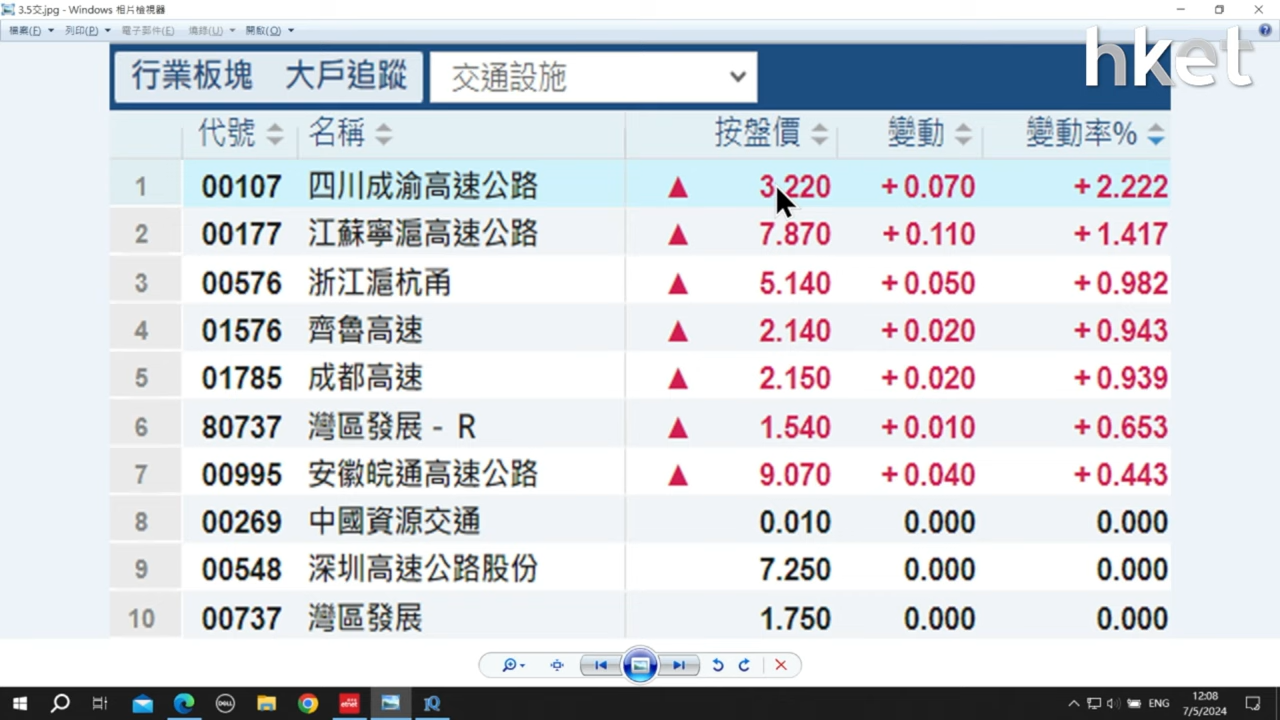 3.5交.jpg - Windows 相片檢視器
檔案(F) 列印(P) 電子郵件(E) 燒錄(U) 開啟(O)
hket
行業板塊 大戶追蹤 交通設施
代號 名稱 按盤價 變動 變動率%
1 00107 四川成渝高速公路 ▲ 3.220 +0.070 +2.222
2 00177 江蘇寧滬高速公路 ▲ 7.870 +0.110 +1.417
3 00576 浙江滬杭甬 ▲ 5.140 +0.050 +0.982
4 01576 齊魯高速 ▲ 2.140 +0.020 +0.943
5 01785 成都高速 ▲ 2.150 +0.020 +0.939
6 80737 灣區發展 - R ▲ 1.540 +0.010 +0.653
7 00995 安徽皖通高速公路 ▲ 9.070 +0.040 +0.443
8 00269 中國資源交通 0.010 0.000 0.000
9 00548 深圳高速公路股份 7.250 0.000 0.000
10 00737 灣區發展 1.750 0.000 0.000
DELL etnet IQ ENG 12:08
7/5/2024